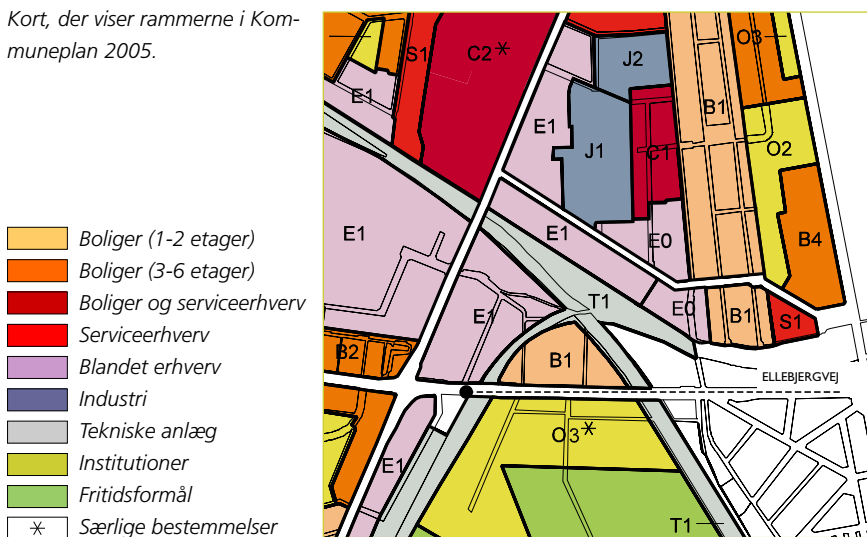 Kort, der viser rammerne i Kom-
muneplan 2005.
Boliger (1-2 etager)
Boliger (3-6 etager)
Boliger og serviceerhverv
Serviceerhverv
Blandet erhverv
Industri
Tekniske anlæg
Institutioner
Fritidsformål
* Særlige bestemmelser
S1
C2*
J2
O3
E1
E1
B1
J1
C1
O2
E1
E1
E0
B4
T1
E0
E1
B1
S1
B2
B1
ELLEBJERGVEJ
O3*
E1
T1